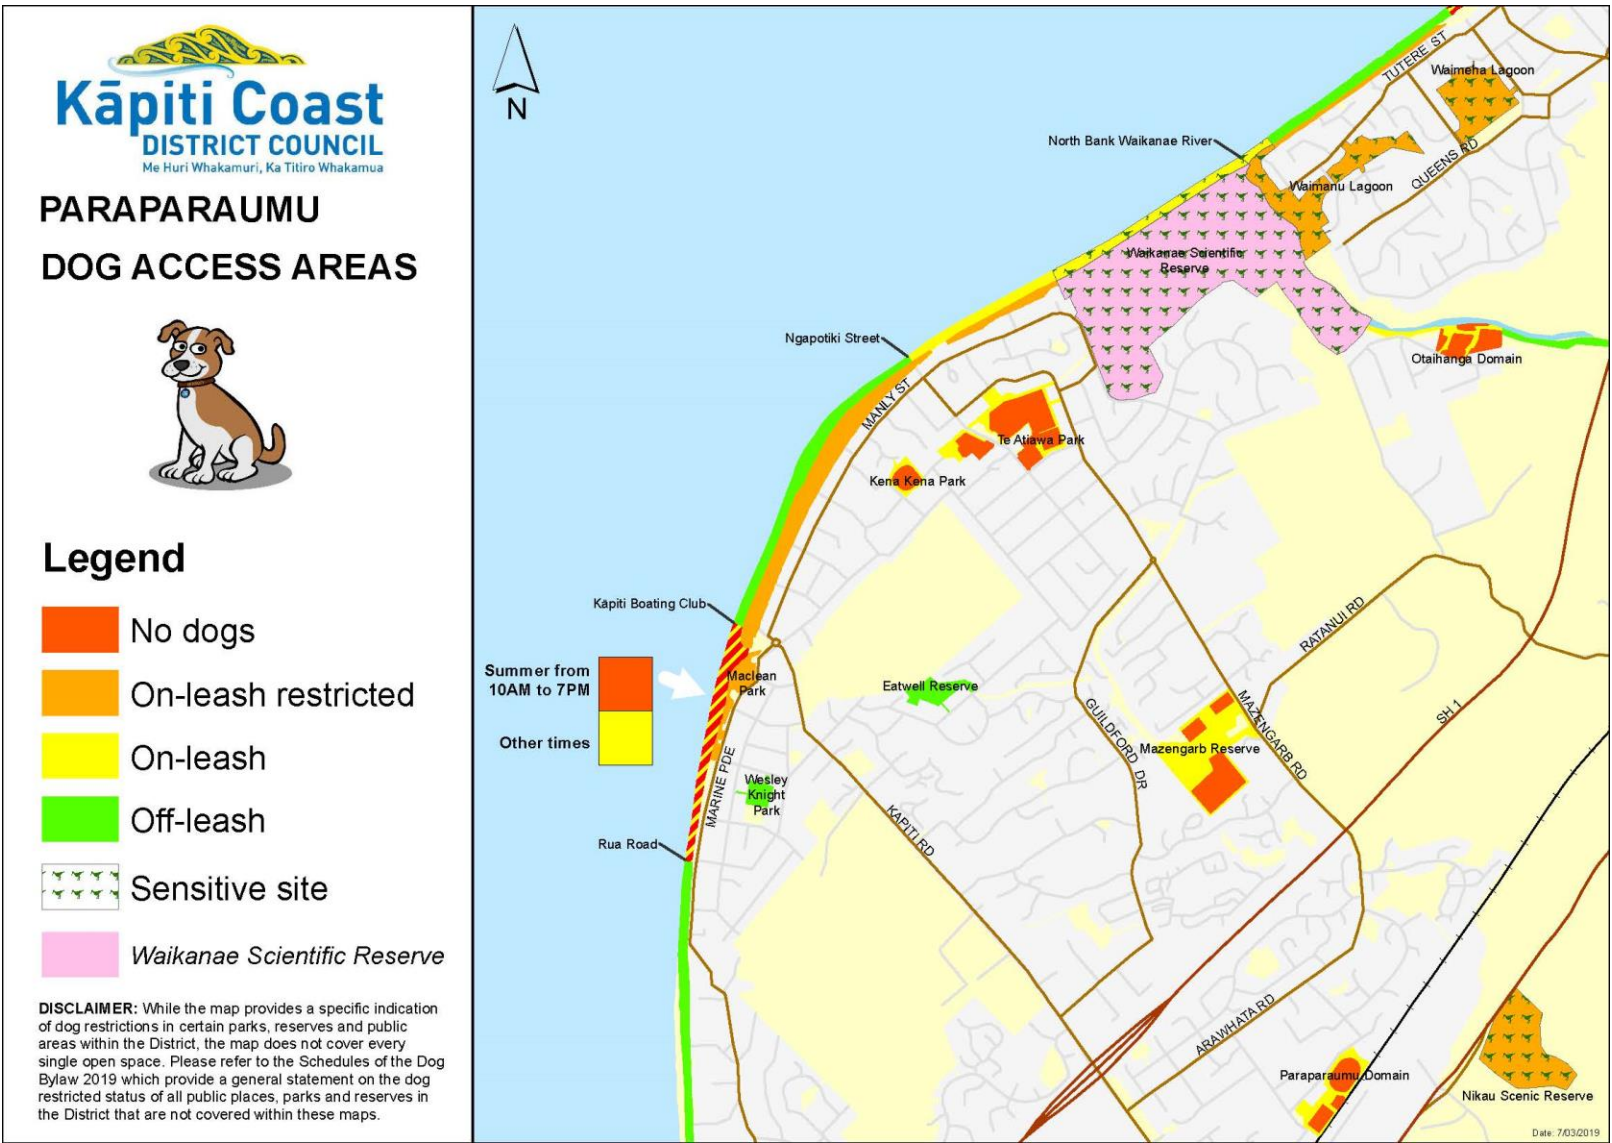 Kāpiti Coast
DISTRICT COUNCIL
Me Huri Whakamuri, Ka Titiro Whakamua
PARAPARAUMU
DOG ACCESS AREAS
Legend
No dogs
On-leash restricted
On-leash
Off-leash
Sensitive site
Waikanae Scientific Reserve
DISCLAIMER: While the map provides a specific indication
of dog restrictions in certain parks, reserves and public
areas within the District, the map does not cover every
single open space. Please refer to the Schedules of the Dog
Bylaw 2019 which provide a general statement on the dog
restricted status of all public places, parks and reserves in
the District that are not covered within these maps.
N
TUTERE ST
Waimeha Lagoon
North Bank Waikanae River
QUEENS RD
Waimanu Lagoon
Waikanae Scientific
Reserve
Ngapotiki Street
Otaihanga Domain
MANLY ST
Te Atiawa Park
Kena Kena Park
Kapiti Boating Club
RATANUI RD
Summer from
10AM to 7PM
Other times
Maclean
Park
Eatwell Reserve
GUILDFORD DR
MAZENGARB RD
SH 1
Mazengarb Reserve
MARINE PDE
Wesley
Knight
Park
KAPITI RD
Rua Road
ARAWHATA RD
Paraparaumu Domain
Nikau Scenic Reserve
Date: 7/03/2019